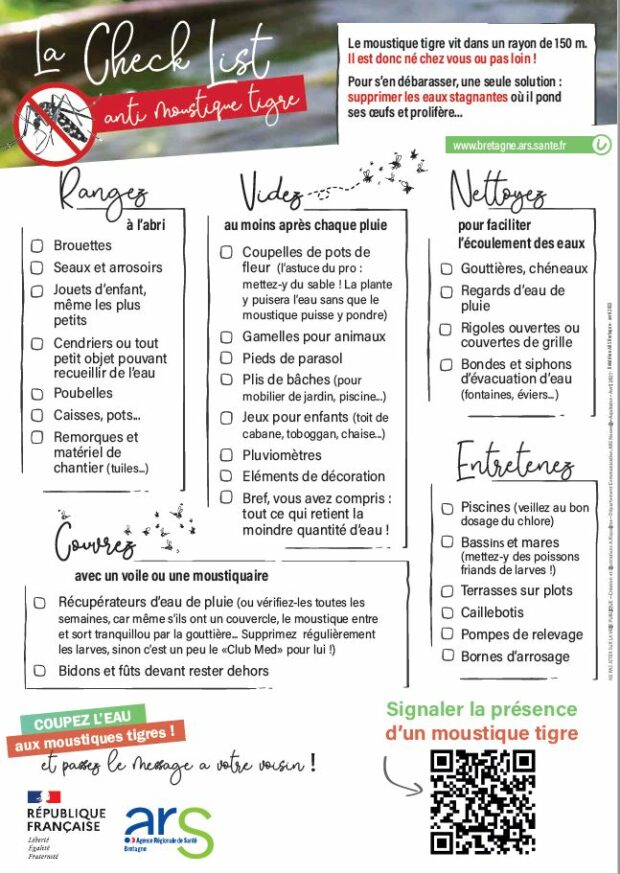 La Check List
anti moustique tigre
Le moustique tigre vit dans un rayon de 150 m.
Il est donc né chez vous ou pas loin !
Pour s'en débarasser, une seule solution :
supprimer les eaux stagnantes où il pond
ses œufs et prolifère...
www.bretagne.ars.sante.fr
Rangez
à l'abri
Brouettes
Seaux et arrosoirs
Jouets d'enfant,
même les plus
petits
Cendriers ou tout
petit objet pouvant
recueillir de l'eau
Poubelles
Caisses, pots...
Remorques et
matériel de
chantier (tuiles...)
Videz
au moins après chaque pluie
Coupelles de pots de
fleur (l'astuce du pro :
mettez-y du sable ! La plante
y puisera l'eau sans que le
moustique puisse y pondre)
Gamelles pour animaux
Pieds de parasol
Plis de bâches (pour
mobilier de jardin, piscine...)
Jeux pour enfants (toit de
cabane, toboggan, chaise...)
Pluviomètres
Eléments de décoration
Bref, vous avez compris :
tout ce qui retient la
moindre quantité d'eau !
Nettoyez
pour faciliter
l'écoulement des eaux
Gouttières, chéneaux
Regards d'eau de
pluie
Rigoles ouvertes ou
couvertes de grille
Bondes et siphons
d'évacuation d'eau
(fontaines, éviers...)
Entretenez
Piscines (veillez au bon
dosage du chlore)
Bassins et mares
(mettez-y des poissons
friands de larves !)
Terrasses sur plots
Caillebotis
Pompes de relevage
Bornes d'arrosage
Couvrez
avec un voile ou une moustiquaire
Récupérateurs d'eau de pluie (ou vérifiez-les toutes les
semaines, car même s'ils ont un couvercle, le moustique entre
et sort tranquillou par la gouttière... Supprimez régulièrement
les larves, sinon c'est un peu le «Club Med» pour lui !)
Bidons et fûts devant rester dehors
COUPEZ L'EAU
aux moustiques tigres !
et passez le message a votre voisin !
Signaler la présence
d'un moustique tigre
RÉPUBLIQUE
FRANÇAISE
Liberté
Égalité
Fraternité
ars
Agence Régionale de Santé
Bretagne
NE PAS JETER SUR LA VOIE PUBLIQUE